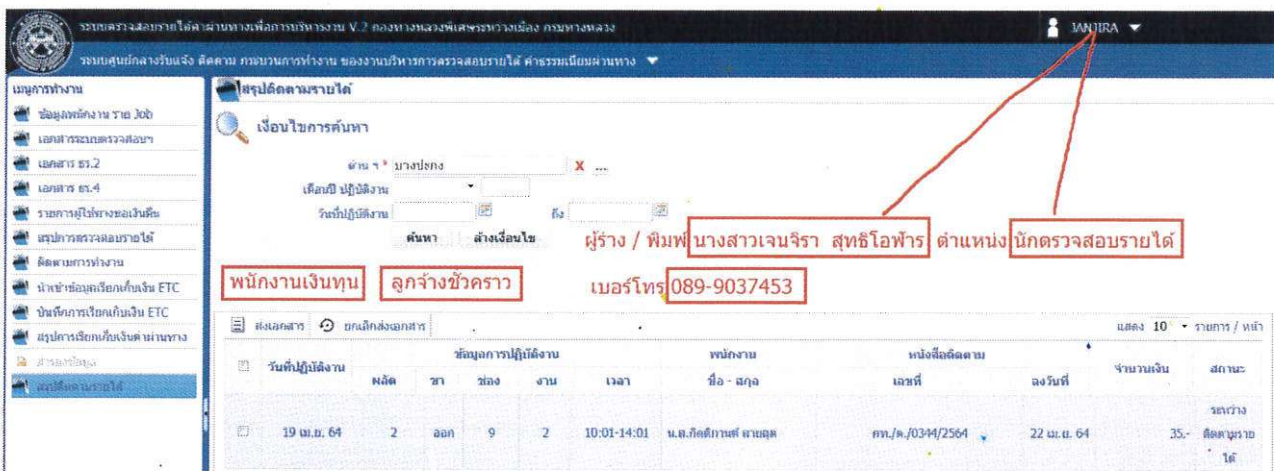 ระบบตรวจสอบรายได้ค่าผ่านทางเพื่อการบริหารงาน V.2 กองทางหลวงพิเศษระหว่างเมือง กรมทางหลวง
JANJIRA
ระบบศูนย์กลางรับแจ้ง ติดตาม กระบวนการทำงาน ของงานบริหารการตรวจสอบรายได้ ค่าธรรมเนียมผ่านทาง
เมนูการทำงาน
ข้อมูลพนักงาน ราย Job
เอกสารระบบตรวจสอบฯ
เอกสาร ธร.2
เอกสาร ธร.4
รายการผู้ใช้ทางขอเงินคืน
สรุปการตรวจสอบรายได้
ติดตามการทำงาน
นำเข้าข้อมูลเรียกเก็บเงิน ETC
บันทึกการเรียกเก็บเงิน ETC
สรุปการเรียกเก็บเงินค่าผ่านทาง
สำรองข้อมูล
สรุปติดตามรายได้
สรุปติดตามรายได้
เงื่อนไขการค้นหา
ด่าน ฯ * บางปะกง X ...
เดือน/ปี ปฏิบัติงาน
วันที่ปฏิบัติงาน ถึง
ค้นหา ล้างเงื่อนไข
ผู้ร่าง / พิมพ์ นางสาวเจนจิรา สุทธิโอฬาร ตำแหน่ง นักตรวจสอบรายได้
พนักงานเงินทุน ลูกจ้างชั่วคราว เบอร์โทร 089-9037453
ส่งเอกสาร ยกเลิกส่งเอกสาร แสดง 10 รายการ / หน้า
วันที่ปฏิบัติงาน ข้อมูลการปฏิบัติงาน พนักงาน หนังสือติดตาม จำนวนเงิน สถานะ
ผลัด ขา ช่อง งาน เวลา ชื่อ - สกุล เลขที่ ลงวันที่
19 เม.ย. 64 2 ออก 9 2 10:01-14:01 น.ส.กิตติกานต์ คท./ด./0344/2564 22 เม.ย. 64 35.- ระหว่างติดตามรายได้